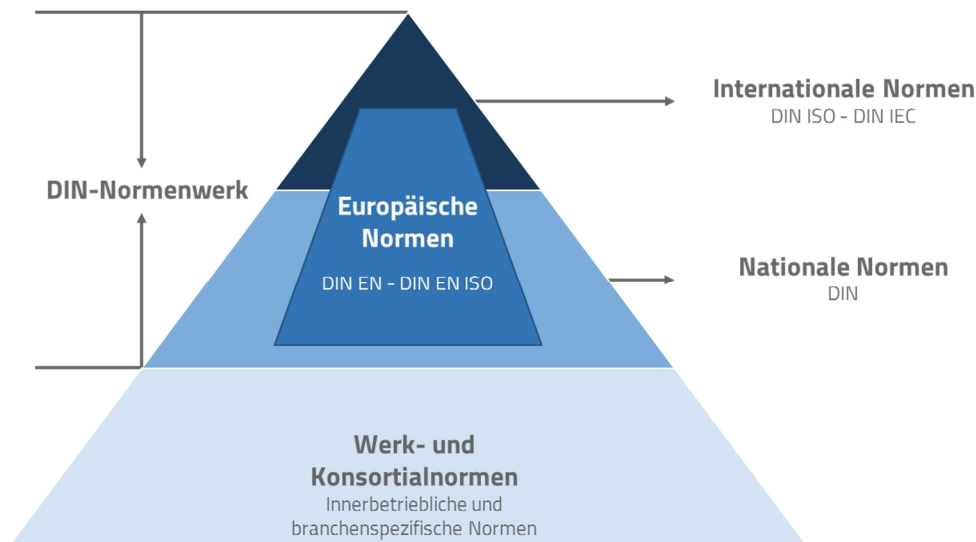 Internationale Normen
DIN ISO - DIN IEC
DIN-Normenwerk
Europäische
Normen
DIN EN - DIN EN ISO
Nationale Normen
DIN
Werk- und
Konsortialnormen
Innerbetriebliche und
branchenspezifische Normen